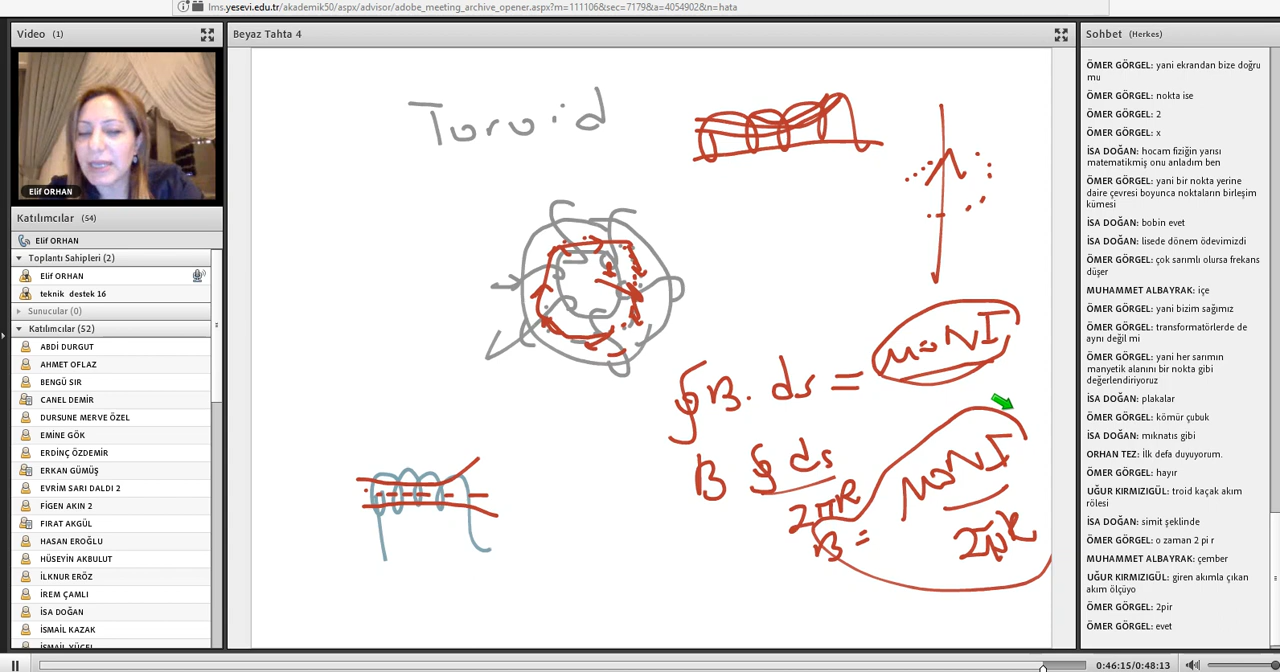 lms.yesevi.edu.tr/akademik50/aspx/advisor/adobe_meeting_archive_opener.aspx?m=111106&sec=7179&a=4054902&n=hata
Video (1)
Elif ORHAN
Katılımcılar (54)
Elif ORHAN
Toplantı Sahipleri (2)
Elif ORHAN
teknik destek 16
Sunucular (0)
Katılımcılar (52)
ABDİ DURGUT
AHMET OFLAZ
BENGÜ SIR
CANEL DEMİR
DURSUNE MERVE ÖZEL
EMİNE GÖK
ERDİNÇ ÖZDEMİR
ERKAN GÜMÜŞ
EVRİM SARI DALDI 2
FİGEN AKIN 2
FIRAT AKGÜL
HASAN EROĞLU
HÜSEYİN AKBULUT
İLKNUR ERÖZ
İREM ÇAMLI
İSA DOĞAN
İSMAİL KAZAK
İSMAİL YÜCEL
Beyaz Tahta 4
Toroid
∮B. ds = μoNI
B ∮ ds
2πR
B = μoNI
2πR
Sohbet (Herkes)
ÖMER GÖRGEL: yani ekrandan bize doğru
mu
ÖMER GÖRGEL: nokta ise
ÖMER GÖRGEL: 2
ÖMER GÖRGEL: x
İSA DOĞAN: hocam fiziğin yarısı
matematikmiş onu anladım ben
ÖMER GÖRGEL: yani bir nokta yerine
daire çevresi boyunca noktaların birleşim
kümesi
İSA DOĞAN: bobin evet
İSA DOĞAN: lisede dönem ödevimizdi
ÖMER GÖRGEL: çok sarımlı olursa frekans
düşer
MUHAMMET ALBAYRAK: içe
ÖMER GÖRGEL: yani bizim sağımız
ÖMER GÖRGEL: transformatörlerde de
aynı değil mi
ÖMER GÖRGEL: yani her sarımın
manyetik alanını bir nokta gibi
değerlendiriyoruz
İSA DOĞAN: plakalar
ÖMER GÖRGEL: kömür çubuk
İSA DOĞAN: mıknatıs gibi
ORHAN TEZ: İlk defa duyuyorum.
ÖMER GÖRGEL: hayır
UĞUR KIRMIZIGÜL: troid kaçak akım
rölesi
İSA DOĞAN: simit şeklinde
ÖMER GÖRGEL: o zaman 2 pi r
MUHAMMET ALBAYRAK: çember
UĞUR KIRMIZIGÜL: giren akımla çıkan
akım ölçüyo
ÖMER GÖRGEL: 2pir
ÖMER GÖRGEL: evet
0:46:15/0:48:13